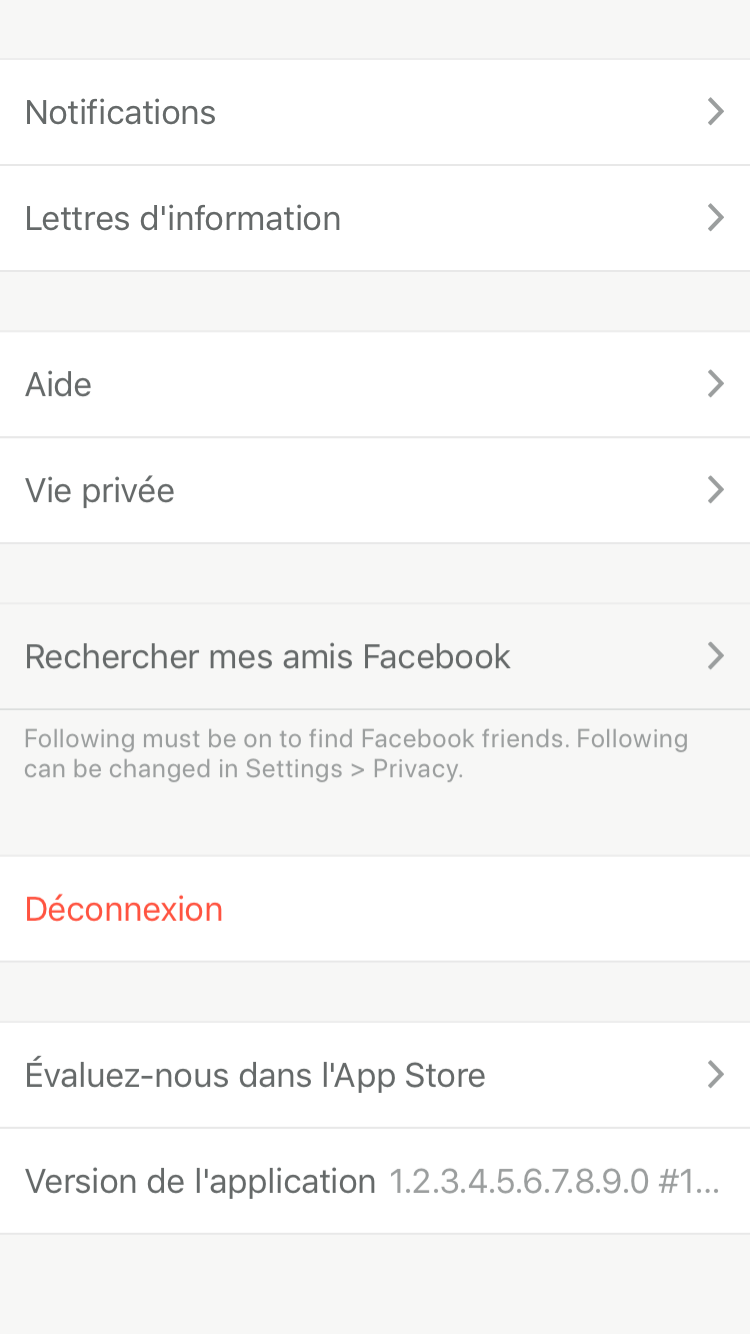 Notifications
Lettres d'information
Aide
Vie privée
Rechercher mes amis Facebook
Following must be on to find Facebook friends. Following
can be changed in Settings > Privacy.
Déconnexion
Évaluez-nous dans l'App Store
Version de l'application 1.2.3.4.5.6.7.8.9.0 #1...